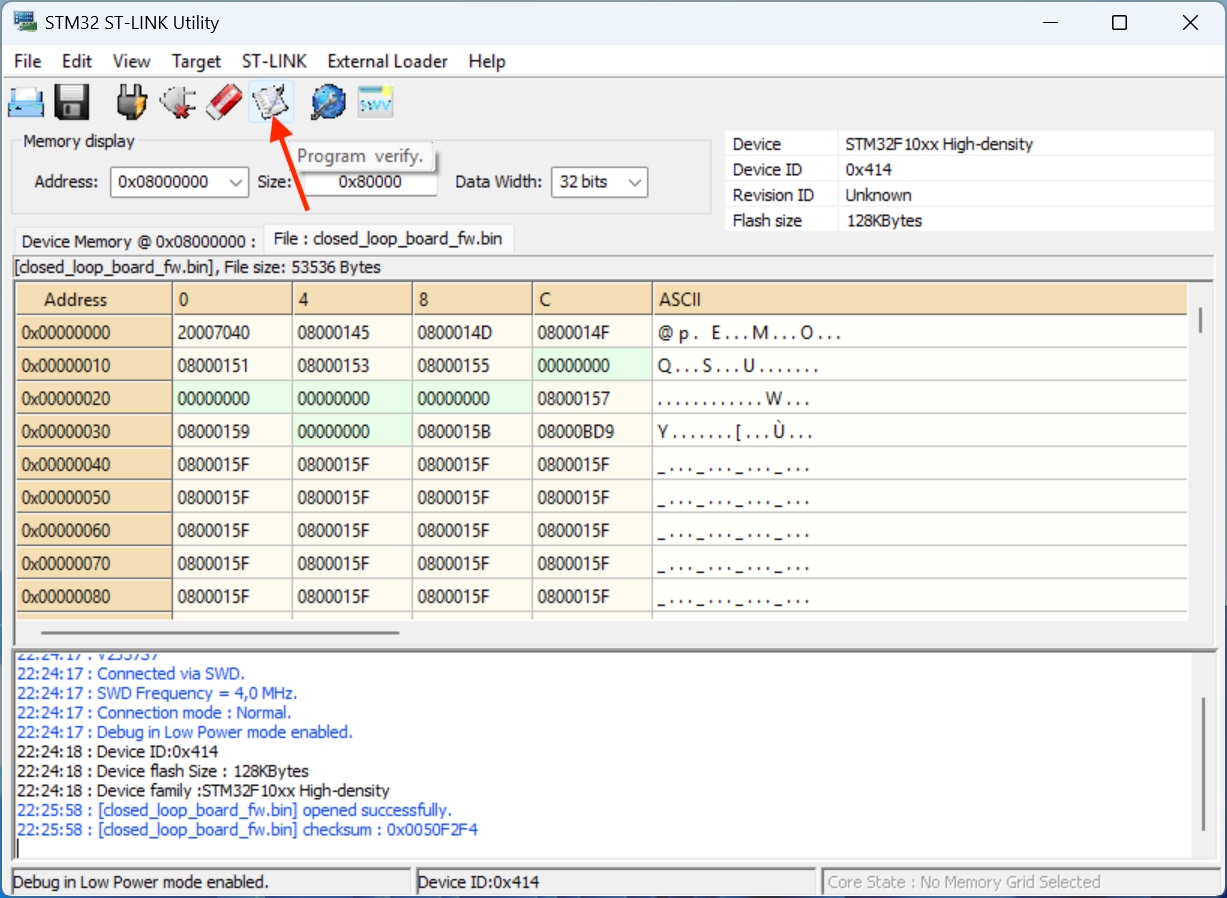 STM32 ST-LINK Utility
File Edit View Target ST-LINK External Loader Help
SWV
Memory display
Program verify.
Address: 0x08000000 Size: 0x80000 Data Width: 32 bits
Device STM32F10xx High-density
Device ID 0x414
Revision ID Unknown
Flash size 128KBytes
Device Memory @ 0x08000000 : File : closed_loop_board_fw.bin
[closed_loop_board_fw.bin], File size: 53536 Bytes
Address 0 4 8 C ASCII
0x00000000 20007040 08000145 0800014D 0800014F @p. E...M...O...
0x00000010 08000151 08000153 08000155 00000000 Q...S...U.......
0x00000020 00000000 00000000 00000000 08000157 ............W...
0x00000030 08000159 00000000 0800015B 08000BD9 Y.......[...Ù...
0x00000040 0800015F 0800015F 0800015F 0800015F _..._..._..._...
0x00000050 0800015F 0800015F 0800015F 0800015F _..._..._..._...
0x00000060 0800015F 0800015F 0800015F 0800015F _..._..._..._...
0x00000070 0800015F 0800015F 0800015F 0800015F _..._..._..._...
0x00000080 0800015F 0800015F 0800015F 0800015F _..._..._..._...
22:24:17 : Connected via SWD.
22:24:17 : SWD Frequency = 4,0 MHz.
22:24:17 : Connection mode : Normal.
22:24:17 : Debug in Low Power mode enabled.
22:24:18 : Device ID:0x414
22:24:18 : Device flash Size : 128KBytes
22:24:18 : Device family :STM32F10xx High-density
22:25:58 : [closed_loop_board_fw.bin] opened successfully.
22:25:58 : [closed_loop_board_fw.bin] checksum : 0x0050F2F4
Debug in Low Power mode enabled. Device ID:0x414 Core State : No Memory Grid Selected